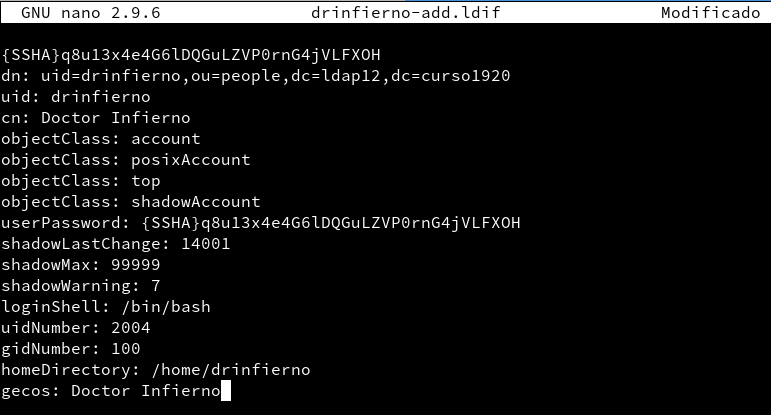 GNU nano 2.9.6 drinfierno-add.ldif Modificado
{SSHA}q8u13x4e4G6lDQGuLZVP0rnG4jVLFXOH
dn: uid=drinfierno,ou=people,dc=ldap12,dc=curso1920
uid: drinfierno
cn: Doctor Infierno
objectClass: account
objectClass: posixAccount
objectClass: top
objectClass: shadowAccount
userPassword: {SSHA}q8u13x4e4G6lDQGuLZVP0rnG4jVLFXOH
shadowLastChange: 14001
shadowMax: 99999
shadowWarning: 7
loginShell: /bin/bash
uidNumber: 2004
gidNumber: 100
homeDirectory: /home/drinfierno
gecos: Doctor Infierno